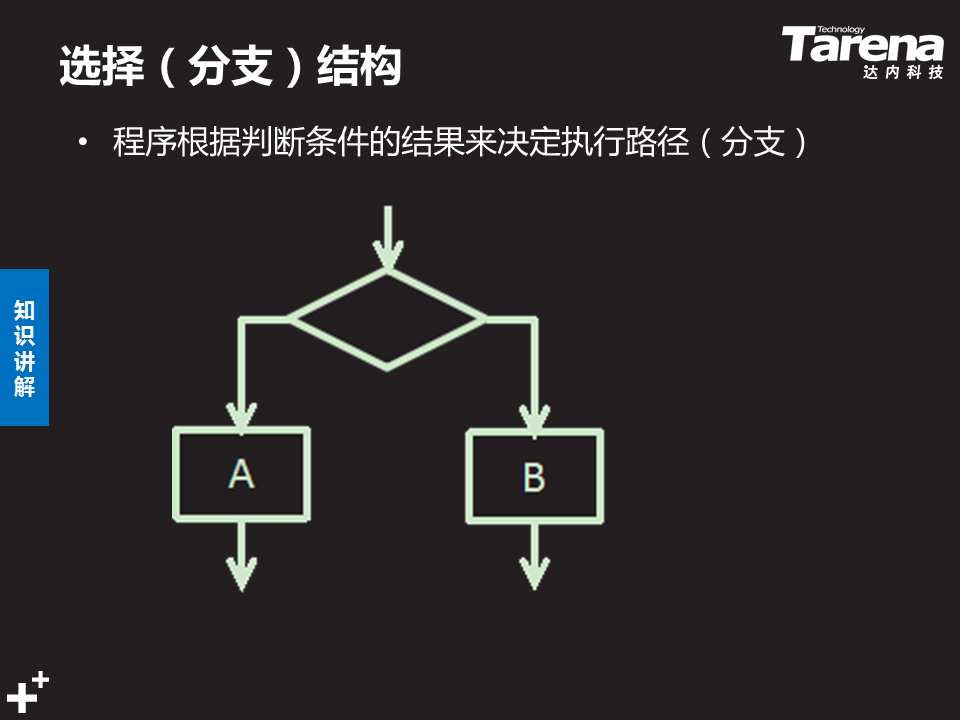 选择（分支）结构
Technology
Tarena
达内科技
• 程序根据判断条件的结果来决定执行路径（分支）
知识讲解
A
B